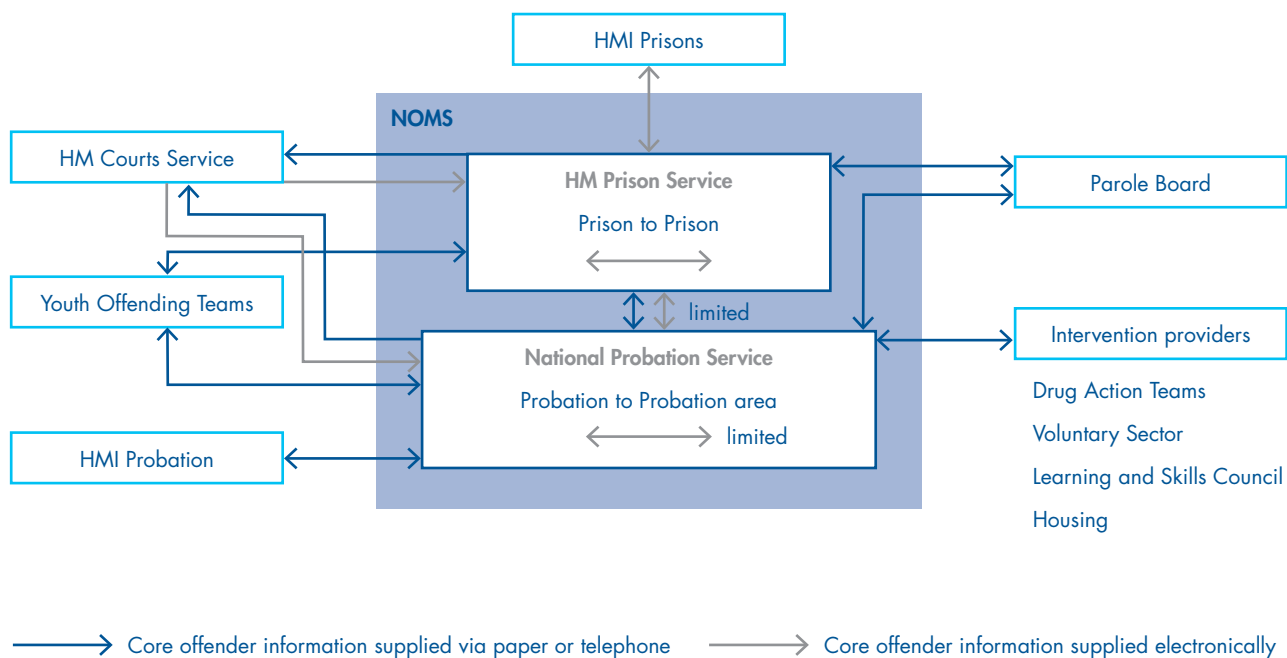 HMI Prisons
NOMS
HM Courts Service
HM Prison Service
Prison to Prison
Parole Board
Youth Offending Teams
limited
Intervention providers
National Probation Service
Probation to Probation area
limited
HMI Probation
Drug Action Teams
Voluntary Sector
Learning and Skills Council
Housing
Core offender information supplied via paper or telephone
Core offender information supplied electronically